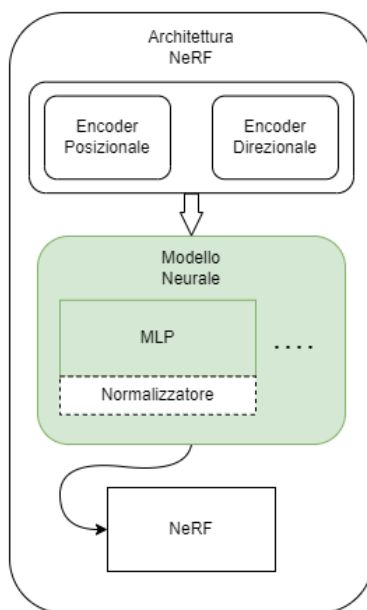 Architettura
NeRF
Encoder
Posizionale
Encoder
Direzionale
Modello
Neurale
MLP
....
Normalizzatore
NeRF